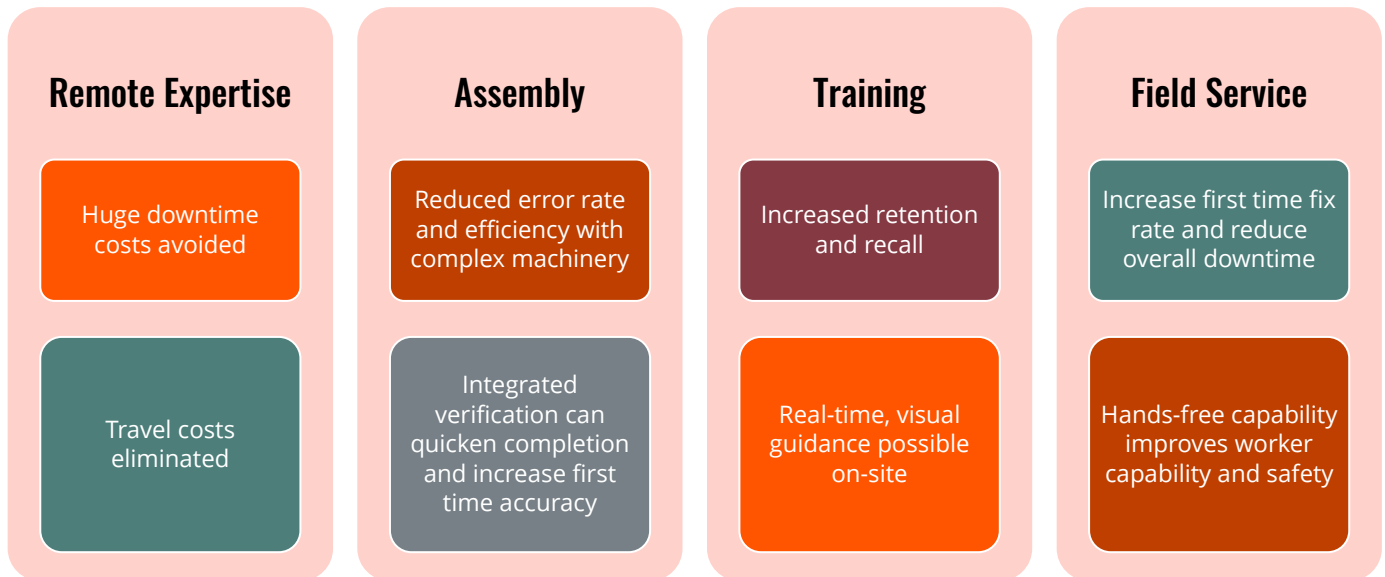 Remote Expertise
Huge downtime
costs avoided
Travel costs
eliminated
Assembly
Reduced error rate
and efficiency with
complex machinery
Integrated
verification can
quicken completion
and increase first
time accuracy
Training
Increased retention
and recall
Real-time, visual
guidance possible
on-site
Field Service
Increase first time fix
rate and reduce
overall downtime
Hands-free capability
improves worker
capability and safety